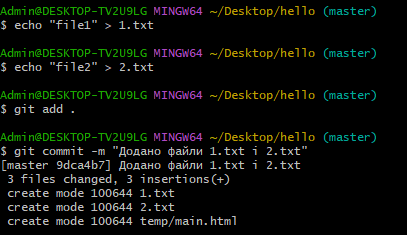 Admin@DESKTOP-TV2U9LG MINGW64 ~/Desktop/hello (master)
$ echo "file1" > 1.txt
Admin@DESKTOP-TV2U9LG MINGW64 ~/Desktop/hello (master)
$ echo "file2" > 2.txt
Admin@DESKTOP-TV2U9LG MINGW64 ~/Desktop/hello (master)
$ git add .
Admin@DESKTOP-TV2U9LG MINGW64 ~/Desktop/hello (master)
$ git commit -m "Додано файли 1.txt і 2.txt"
[master 9dca4b7] Додано файли 1.txt і 2.txt
 3 files changed, 3 insertions(+)
 create mode 100644 1.txt
 create mode 100644 2.txt
 create mode 100644 temp/main.html